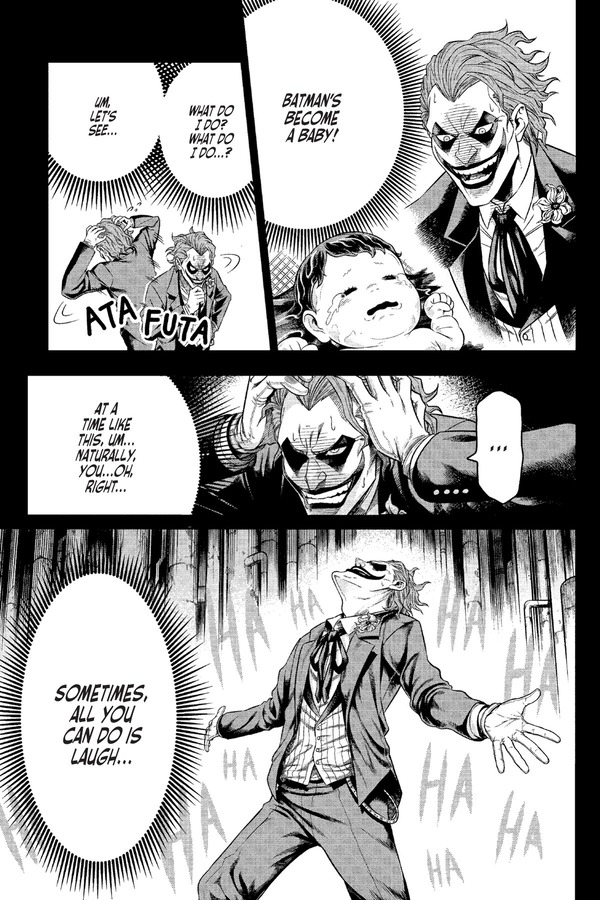 BATMAN'S
BECOME
A BABY!
WHAT DO
I DO?
WHAT DO
I DO...?
UM,
LET'S
SEE...
ATA
FUTA
...
AT A
TIME LIKE
THIS, UM...
NATURALLY,
YOU...OH,
RIGHT...
SOMETIMES,
ALL YOU
CAN DO IS
LAUGH...
HA
HA
HA
HA
HA
HA
HA
HA
HA
HA
HA
HA
HA